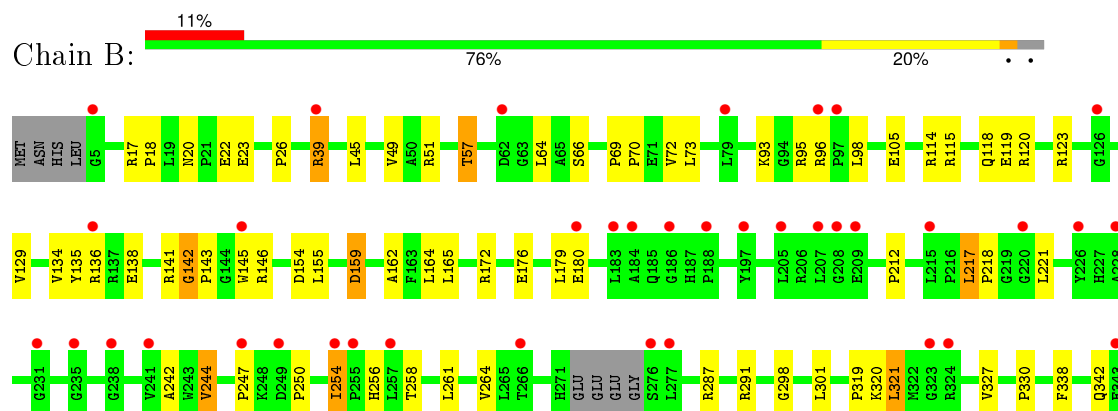 11%
Chain B:
76% 20% • •
MET ASN HIS LEU G5 R17 P18 L19 N20 P21 E22 E23 P26 R39 L45 V49 A50 R51 T57 D62 G63 L64 A65 S66 P69 P70 E71 V72 L73 L79 K93 G94 R95 R96 P97 L98 E105 R114 R115 Q118 E119 R120 R123 G126
V129 V134 Y135 R136 R137 E138 R141 G142 P143 G144 W145 R146 D154 L155 D159 A162 F163 L164 L165 R172 E176 L179 E180 L183 A184 Q185 G186 H187 P188 Y197 L205 R206 L207 G208 E209 P212 L215 P216 L217 P218 G219 G220 L221 Y226 H227
G231 G235 G238 V241 A242 W243 V244 P247 K248 D249 P250 I254 P255 H256 L257 T258 L261 V264 L265 T266 H271 GLU GLU GLU GLY S276 L277 R287 R291 G298 L301 P319 K320 L321 M322 G323 R324 V327 P330 F338 Q342